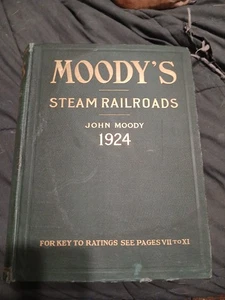 MOODY'S
STEAM RAILROADS
JOHN MOODY
1924
FOR KEY TO RATINGS SEE PAGES VII TO XI